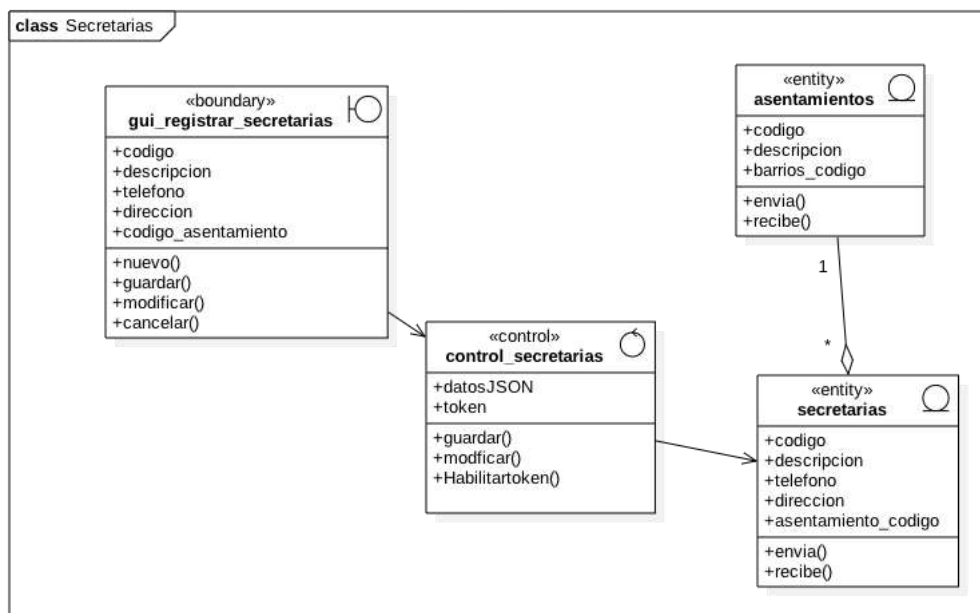 class Secretarias
«boundary»
gui_registrar_secretarias
+codigo
+descripcion
+telefono
+direccion
+codigo_asentamiento
+nuevo()
+guardar()
+modificar()
+cancelar()
«entity»
asentamientos
+codigo
+descripcion
+barrios_codigo
+envia()
+recibe()
1
*
«control»
control_secretarias
+datosJSON
+token
+guardar()
+modficar()
+Habilitartoken()
«entity»
secretarias
+codigo
+descripcion
+telefono
+direccion
+asentamiento_codigo
+envia()
+recibe()